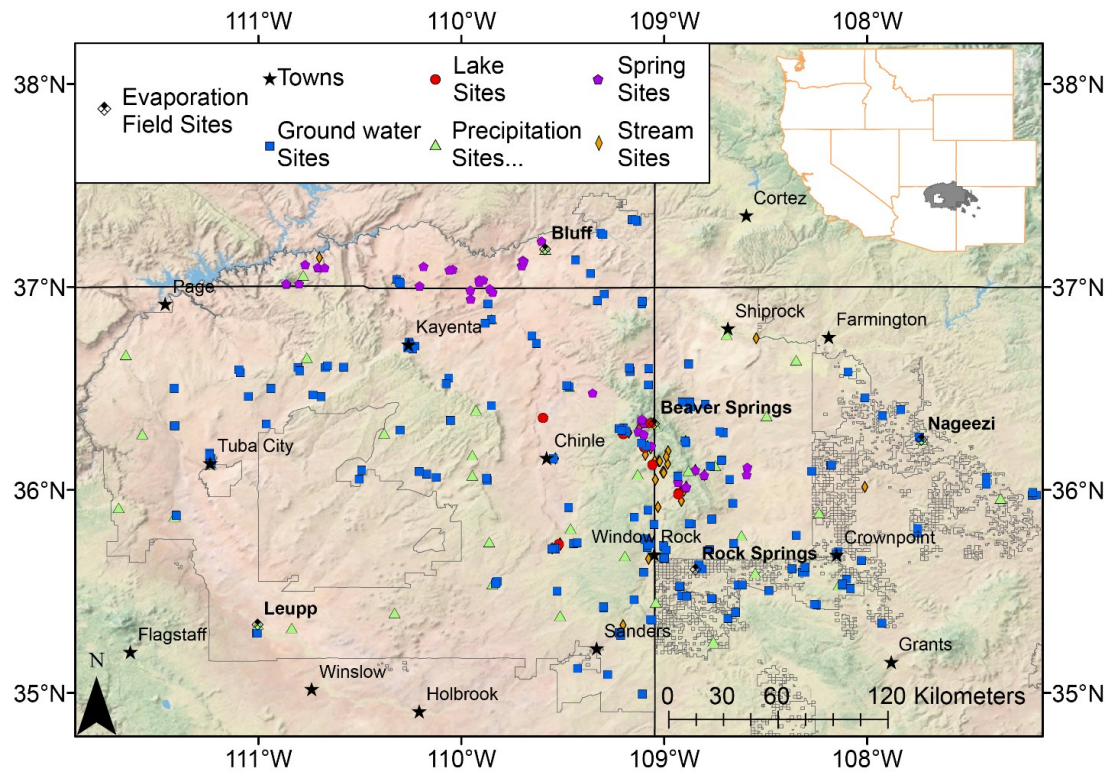 111°W 110°W 109°W 108°W
38°N
38°N
Evaporation
Field Sites
Towns
Ground water
Sites
Lake
Sites
Precipitation
Sites...
Spring
Sites
Stream
Sites
Cortez
Bluff
37°N
37°N
Page
Kayenta
Shiprock
Farmington
Beaver Springs
Nageezi
Tuba City
Chinle
36°N
36°N
Window Rock
Crownpoint
Rock Springs
Leupp
Flagstaff
Sanders
Grants
N
Winslow
Holbrook
35°N
35°N
0 30 60 120 Kilometers
111°W 110°W 109°W 108°W